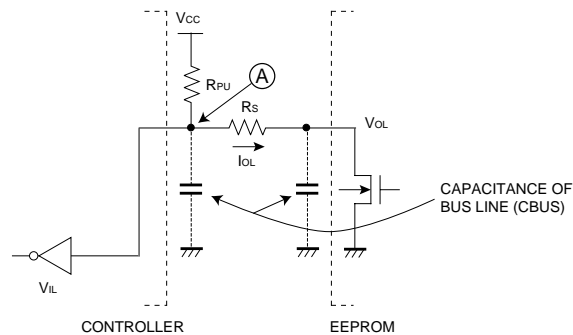 VCC
RPU
A
RS
VOL
IOL
CAPACITANCE OF
BUS LINE (CBUS)
VIL
CONTROLLER
EEPROM